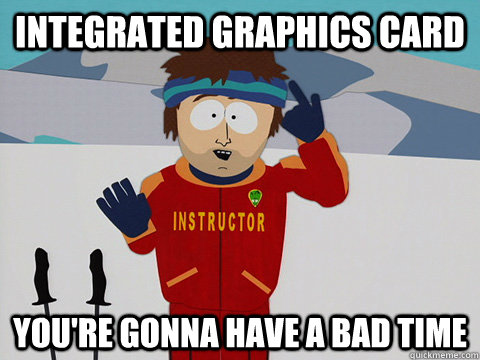 INTEGRATED GRAPHICS CARD
INSTRUCTOR
YOU'RE GONNA HAVE A BAD TIME
quickmeme.com